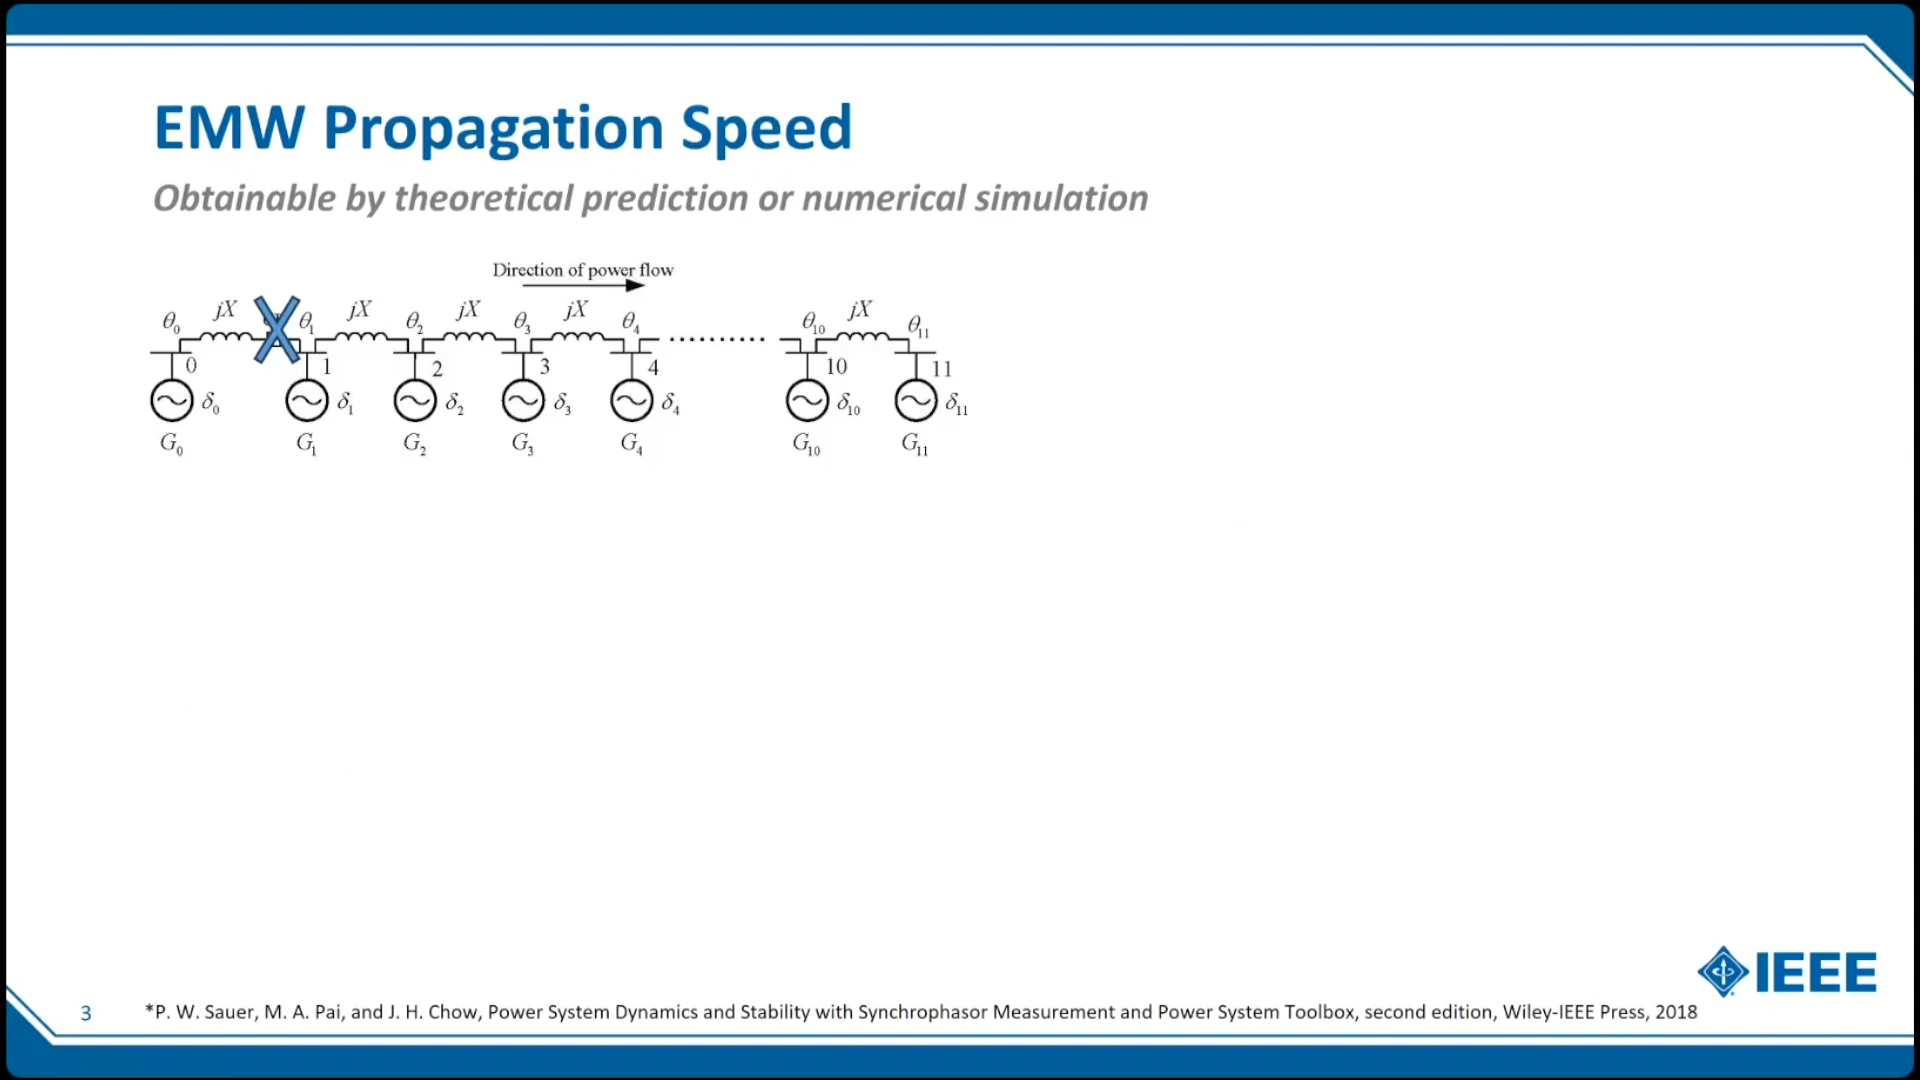 EMW Propagation Speed
Obtainable by theoretical prediction or numerical simulation
Direction of power flow
jX jX jX jX jX
θ₀ θ₁ θ₂ θ₃ θ₄ θ₁₀ θ₁₁
0 1 2 3 4 10 11
δ₀ δ₁ δ₂ δ₃ δ₄ δ₁₀ δ₁₁
G₀ G₁ G₂ G₃ G₄ G₁₀ G₁₁
IEEE
3 *P. W. Sauer, M. A. Pai, and J. H. Chow, Power System Dynamics and Stability with Synchrophasor Measurement and Power System Toolbox, second edition, Wiley-IEEE Press, 2018